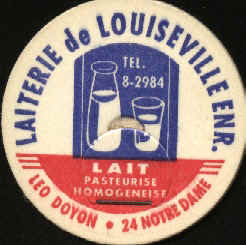 LAITERIE de LOUISEVILLE ENR.
TEL.
8-2984
LAIT
PASTEURISE
HOMOGENEISE
LEO DOYON • 24 NOTRE DAME